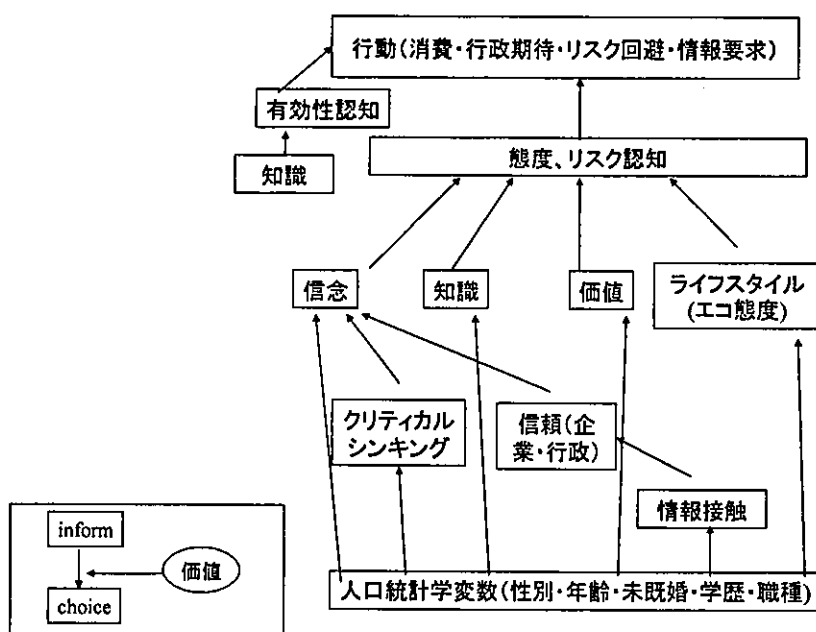 行動(消費・行政期待・リスク回避・情報要求)
有効性認知
知識
態度、リスク認知
信念
知識
価値
ライフスタイル
(エコ態度)
クリティカル
シンキング
信頼(企
業・行政)
情報接触
人口統計学変数(性別・年齢・未既婚・学歴・職種)
inform
価値
choice